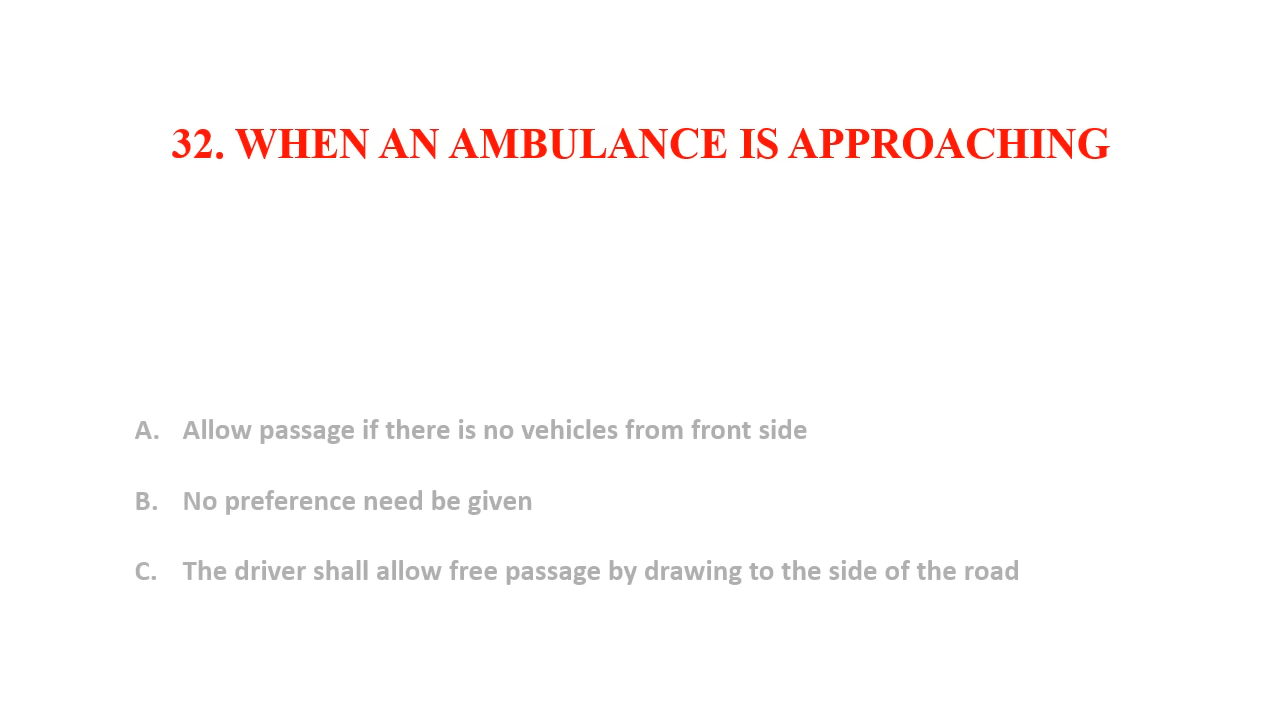 32. WHEN AN AMBULANCE IS APPROACHING
A. Allow passage if there is no vehicles from front side
B. No preference need be given
C. The driver shall allow free passage by drawing to the side of the road